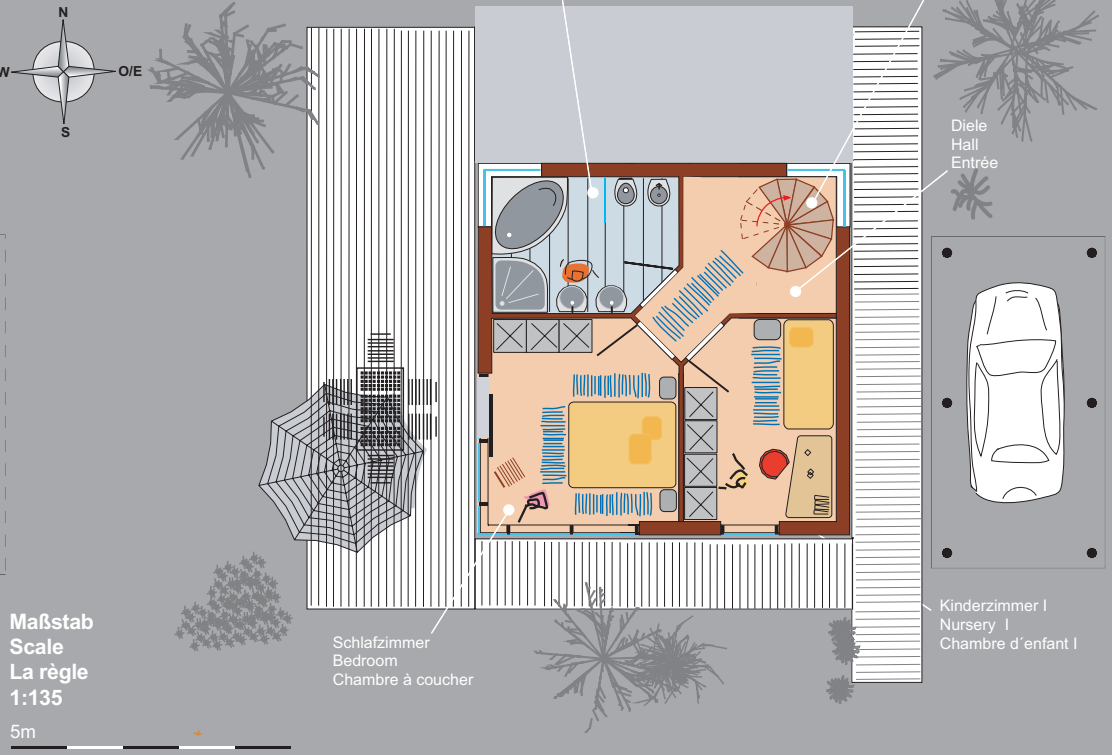 N
W
O/E
S
Diele
Hall
Entrée
Schlafzimmer
Bedroom
Chambre à coucher
Kinderzimmer I
Nursery I
Chambre d´enfant I
Maßstab
Scale
La règle
1:135
5m